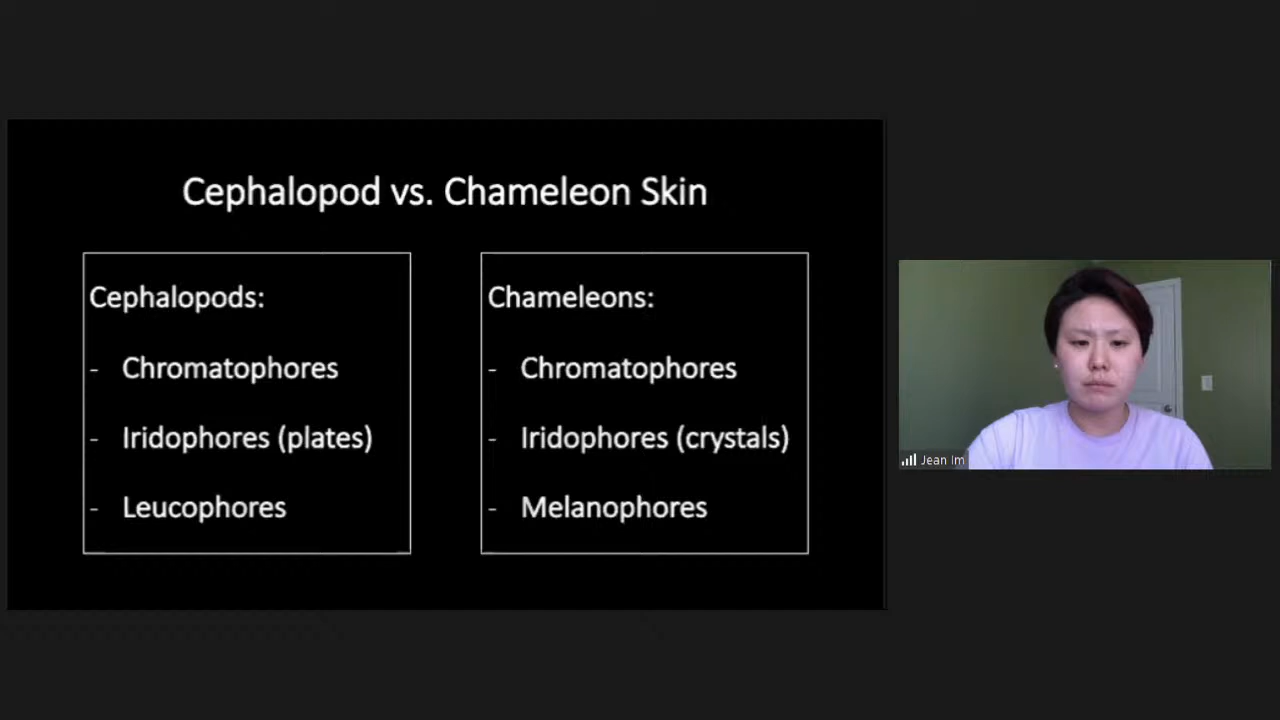 Cephalopod vs. Chameleon Skin
Cephalopods:
- Chromatophores
- Iridophores (plates)
- Leucophores
Chameleons:
- Chromatophores
- Iridophores (crystals)
- Melanophores
Jean Im